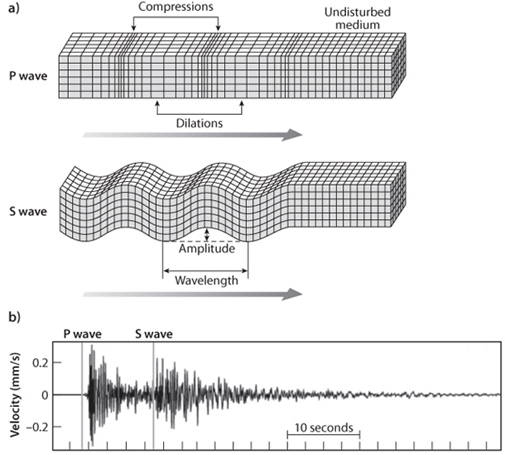 a)
Compressions
Undisturbed
medium
P wave
Dilations
S wave
Amplitude
Wavelength
b)
P wave
S wave
Velocity (mm/s)
0.2
0
-0.2
10 seconds